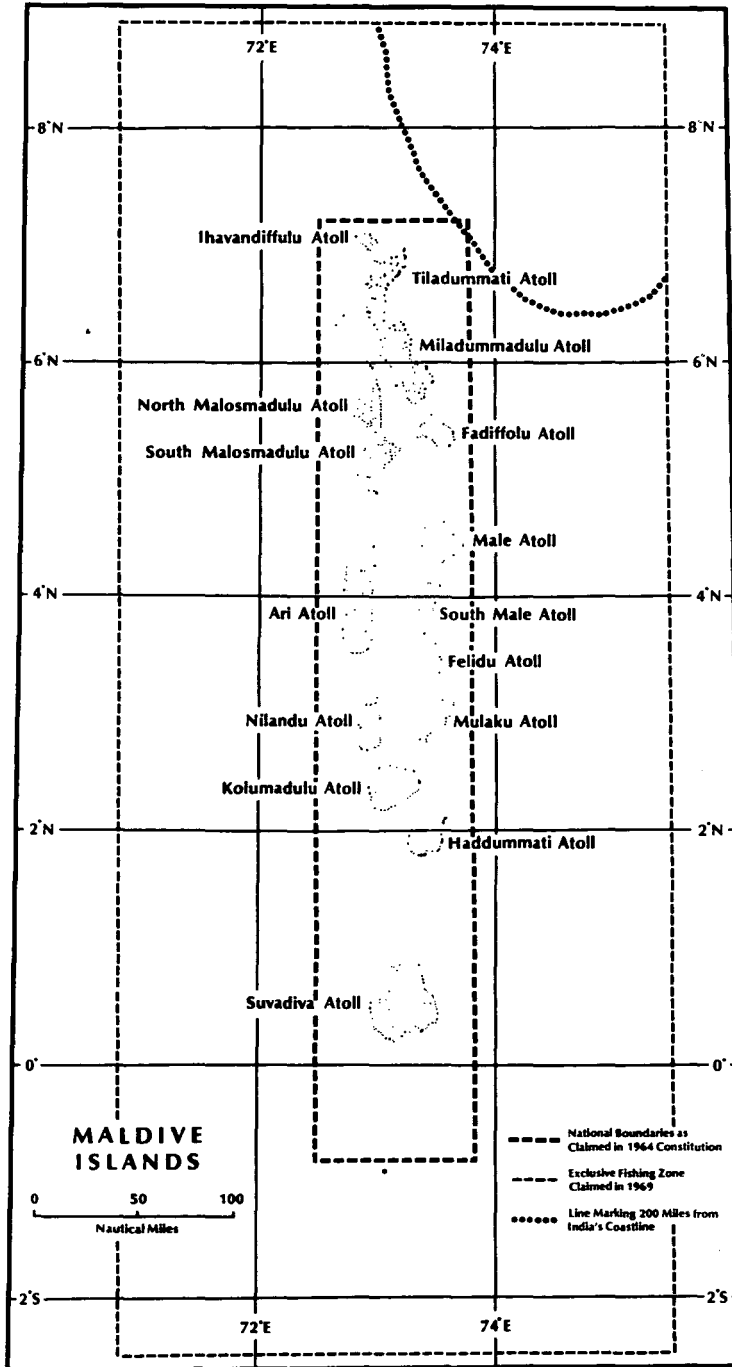 72°E 74°E
8°N 8°N
Ihavandiffulu Atoll
Tiladummati Atoll
Miladummadulu Atoll
6°N 6°N
North Malosmadulu Atoll
Fadiffolu Atoll
South Malosmadulu Atoll
Male Atoll
4°N 4°N
Ari Atoll South Male Atoll
Felidu Atoll
Nilandu Atoll Mulaku Atoll
Kolumadulu Atoll
2°N 2°N
Haddummati Atoll
Suvadiva Atoll
0° 0°
MALDIVE
ISLANDS
0 50 100
Nautical Miles
National Boundaries as
Claimed in 1964 Constitution
Exclusive Fishing Zone
Claimed in 1969
Line Marking 200 Miles from
India's Coastline
2°S 2°S
72°E 74°E